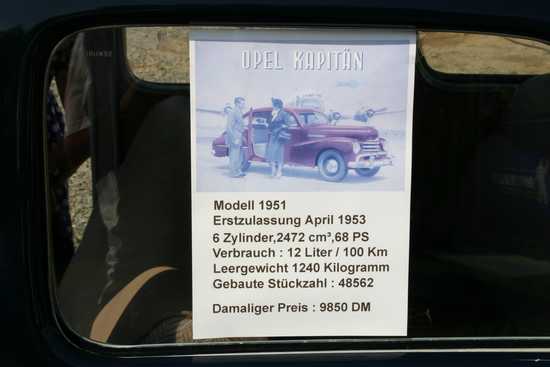 OPEL KAPITÄN
Modell 1951
Erstzulassung April 1953
6 Zylinder,2472 cm³,68 PS
Verbrauch : 12 Liter / 100 Km
Leergewicht 1240 Kilogramm
Gebaute Stückzahl : 48562
Damaliger Preis : 9850 DM